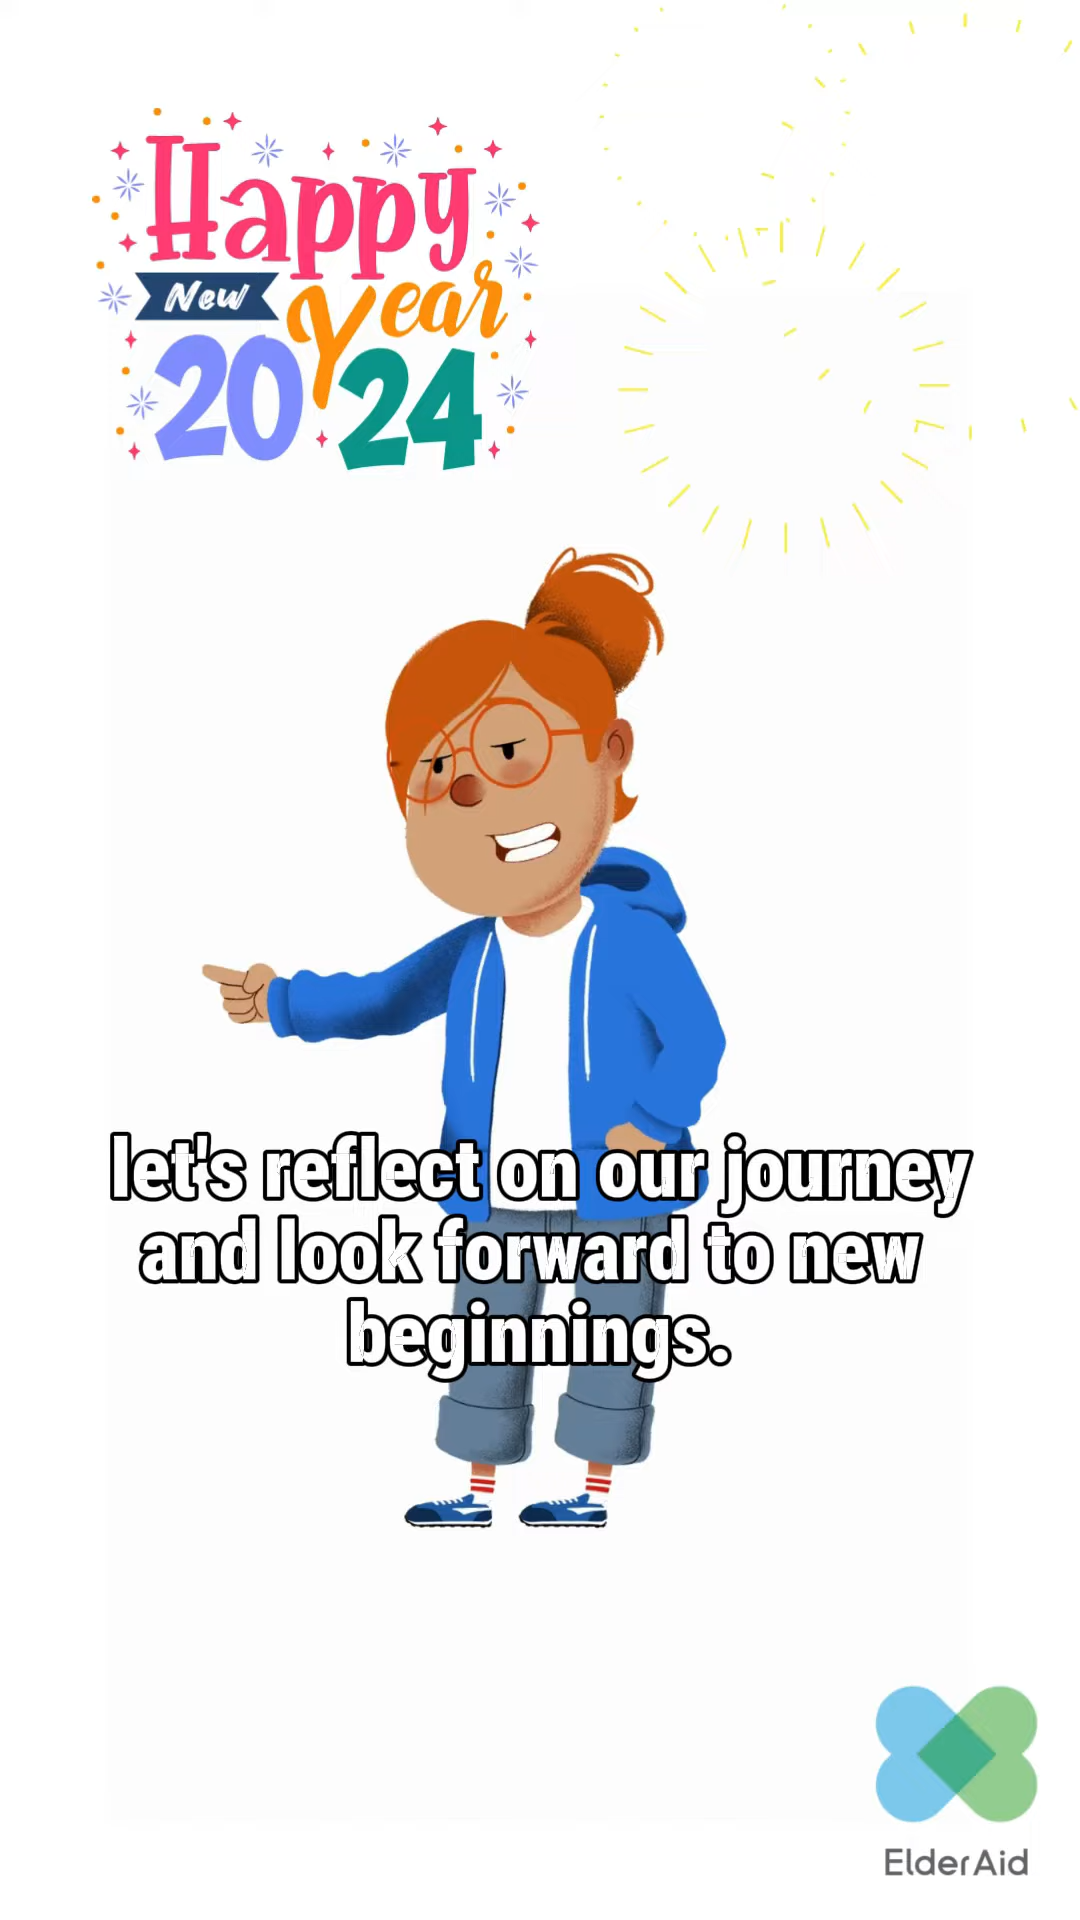 Happy
New Year
2024
let's reflect on our journey
and look forward to new
beginnings.
ElderAid